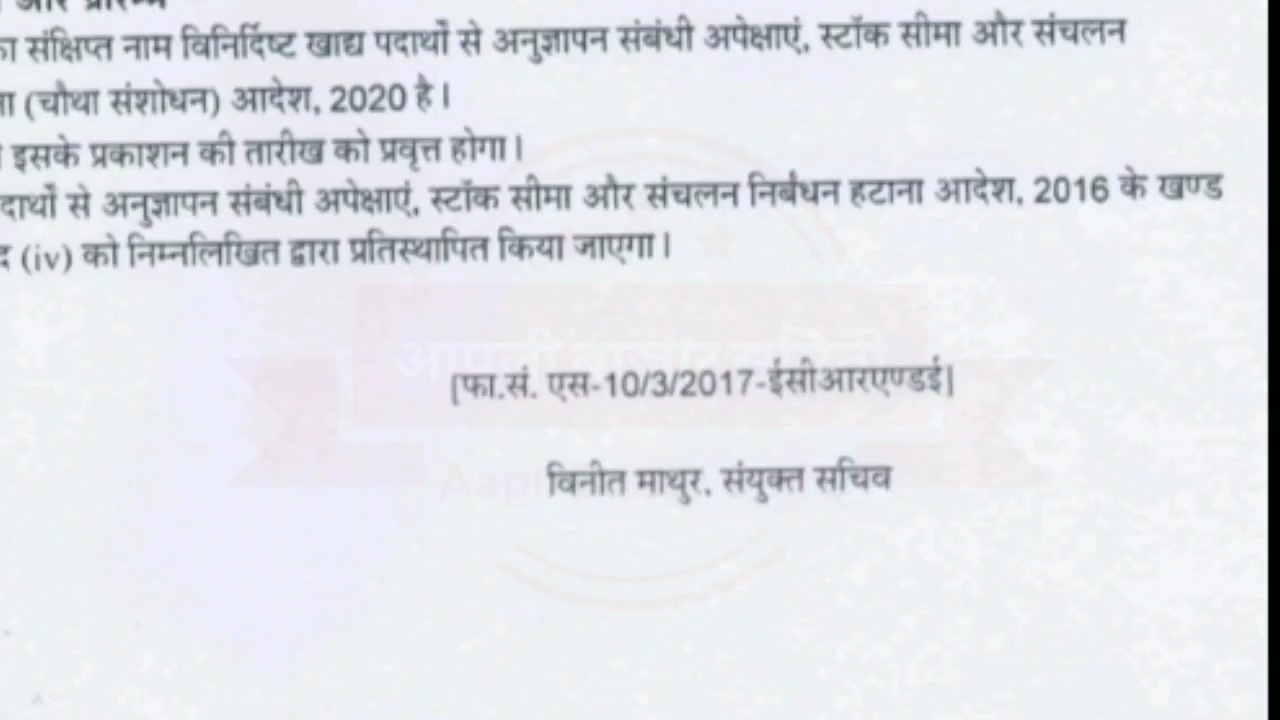 का संक्षिप्त नाम विनिर्दिष्ट खाद्य पदार्थों से अनुज्ञापन संबंधी अपेक्षाएं, स्टॉक सीमा और संचलन
(चौथा संशोधन) आदेश, 2020 है।
इसके प्रकाशन की तारीख को प्रवृत्त होगा।
दार्थों से अनुज्ञापन संबंधी अपेक्षाएं, स्टॉक सीमा और संचलन निर्बंधन हटाना आदेश, 2016 के खण्ड
(iv) को निम्नलिखित द्वारा प्रतिस्थापित किया जाएगा।
[फा.सं. एस-10/3/2017-ईसीआरएण्डई]
विनीत माथुर, संयुक्त सचिव